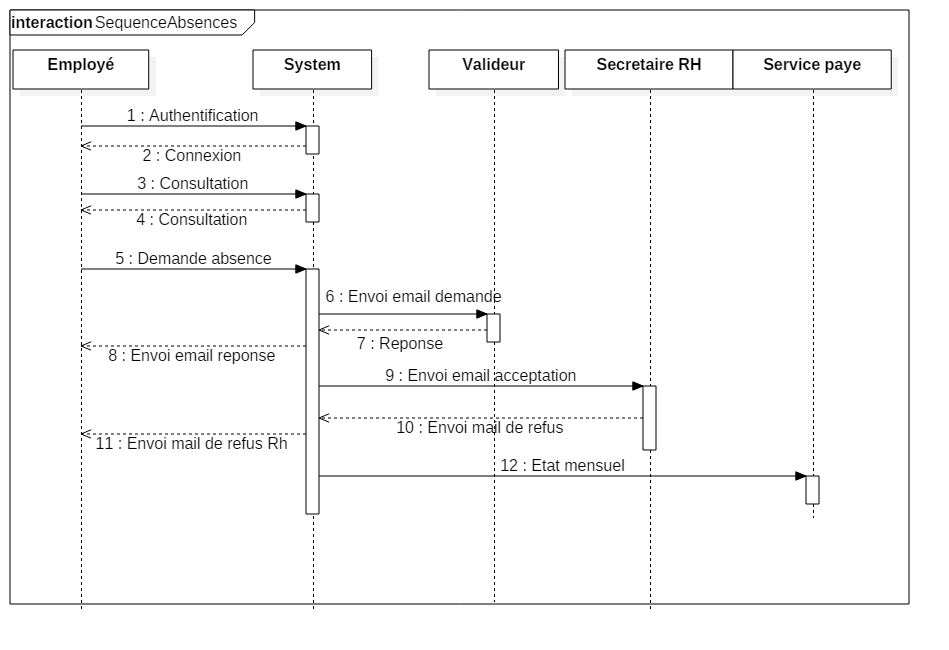 interaction SequenceAbsences
Employé
System
Valideur
Secretaire RH
Service paye
1 : Authentification
2 : Connexion
3 : Consultation
4 : Consultation
5 : Demande absence
6 : Envoi email demande
7 : Reponse
8 : Envoi email reponse
9 : Envoi email acceptation
10 : Envoi mail de refus
11 : Envoi mail de refus Rh
12 : Etat mensuel